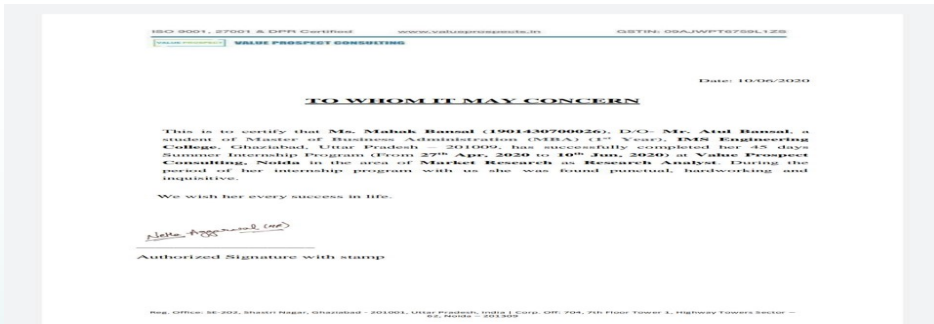 ISO 9001, 27001 & DPR Certified www.valueprospects.in GSTIN: 09AJWPT6759L1ZS
VALUE PROSPECT VALUE PROSPECT CONSULTING
Date: 10/06/2020
TO WHOM IT MAY CONCERN
This is to certify that Ms. Mahak Bansal (1901430700026), D/O- Mr. Atul Bansal, a
student of Master of Business Administration (MBA) (1st Year), IMS Engineering
College, Ghaziabad, Uttar Pradesh – 201009, has successfully completed her 45 days
Summer Internship Program (From 27th Apr, 2020 to 10th Jun, 2020) at Value Prospect
Consulting, Noida in the area of Market Research as Research Analyst. During the
period of her internship program with us she was found punctual, hardworking and
inquisitive.
We wish her every success in life.
Aggarwal (HR)
Authorized Signature with stamp
Reg. Office: SE-202, Shastri Nagar, Ghaziabad - 201001, Uttar Pradesh, India | Corp. Off: 704, 7th Floor Tower 1, Highway Towers Sector –
62, Noida – 201309